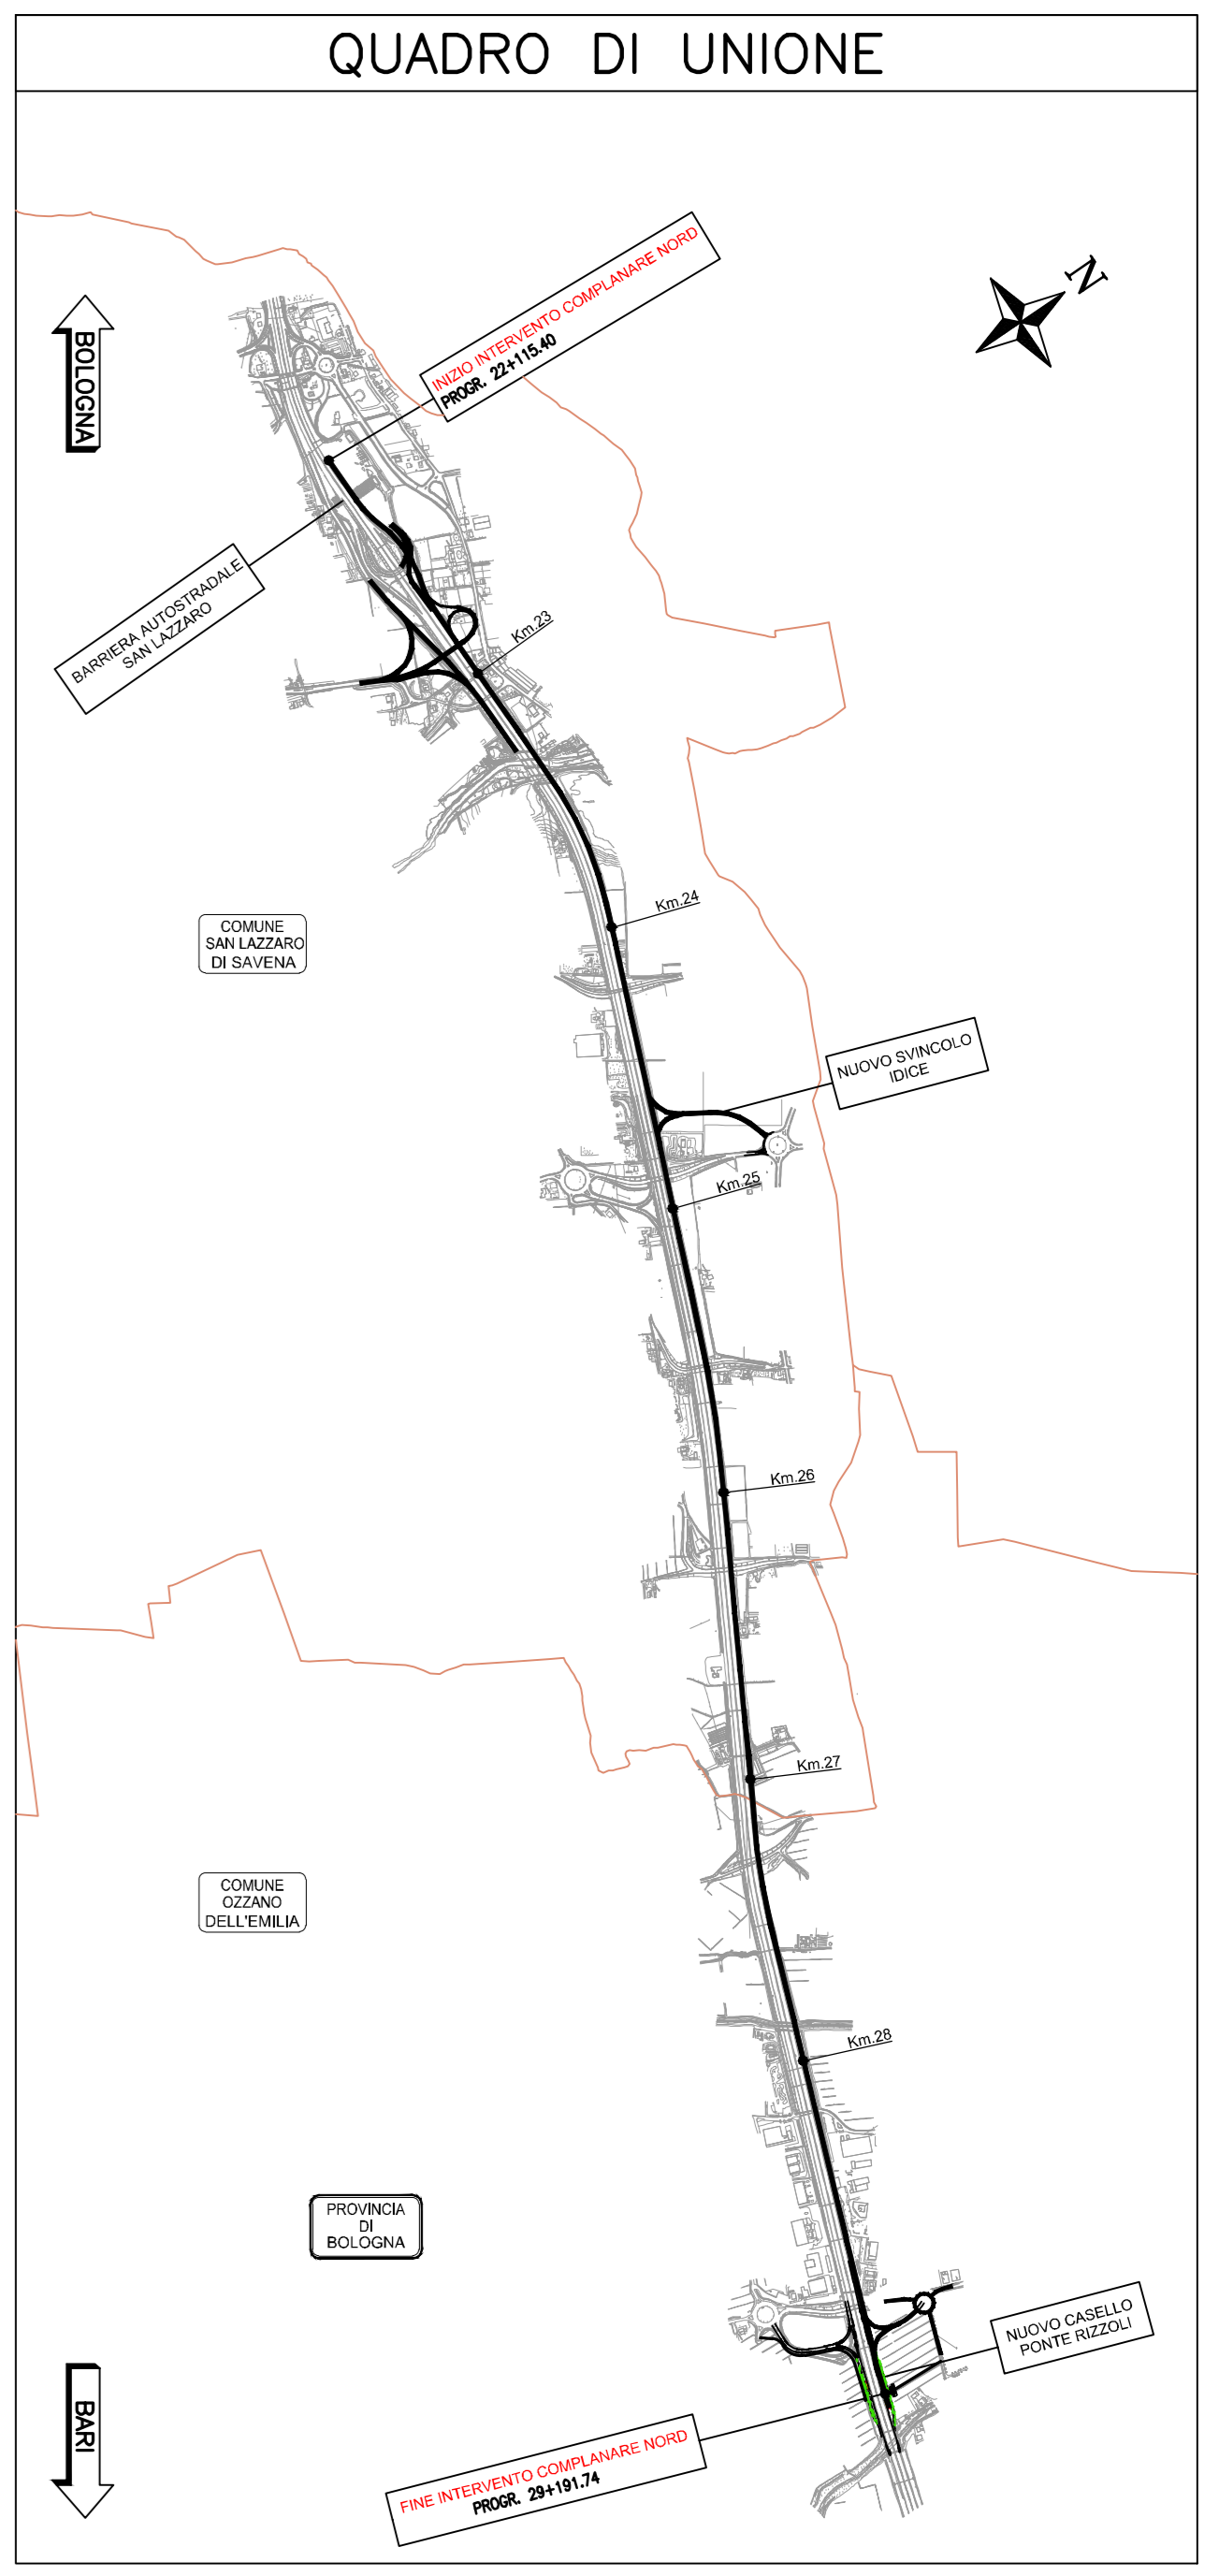 QUADRO DI UNIONE
INIZIO INTERVENTO COMPLANARE NORD
PROGR. 22+115.40
N
BOLOGNA
BARRIERA AUTOSTRADALE
SAN LAZZARO
Km.23
Km.24
COMUNE
SAN LAZZARO
DI SAVENA
NUOVO SVINCOLO
IDICE
Km.25
Km.26
Km.27
COMUNE
OZZANO
DELL'EMILIA
Km.28
PROVINCIA
DI
BOLOGNA
NUOVO CASELLO
PONTE RIZZOLI
BARI
FINE INTERVENTO COMPLANARE NORD
PROGR. 29+191.74